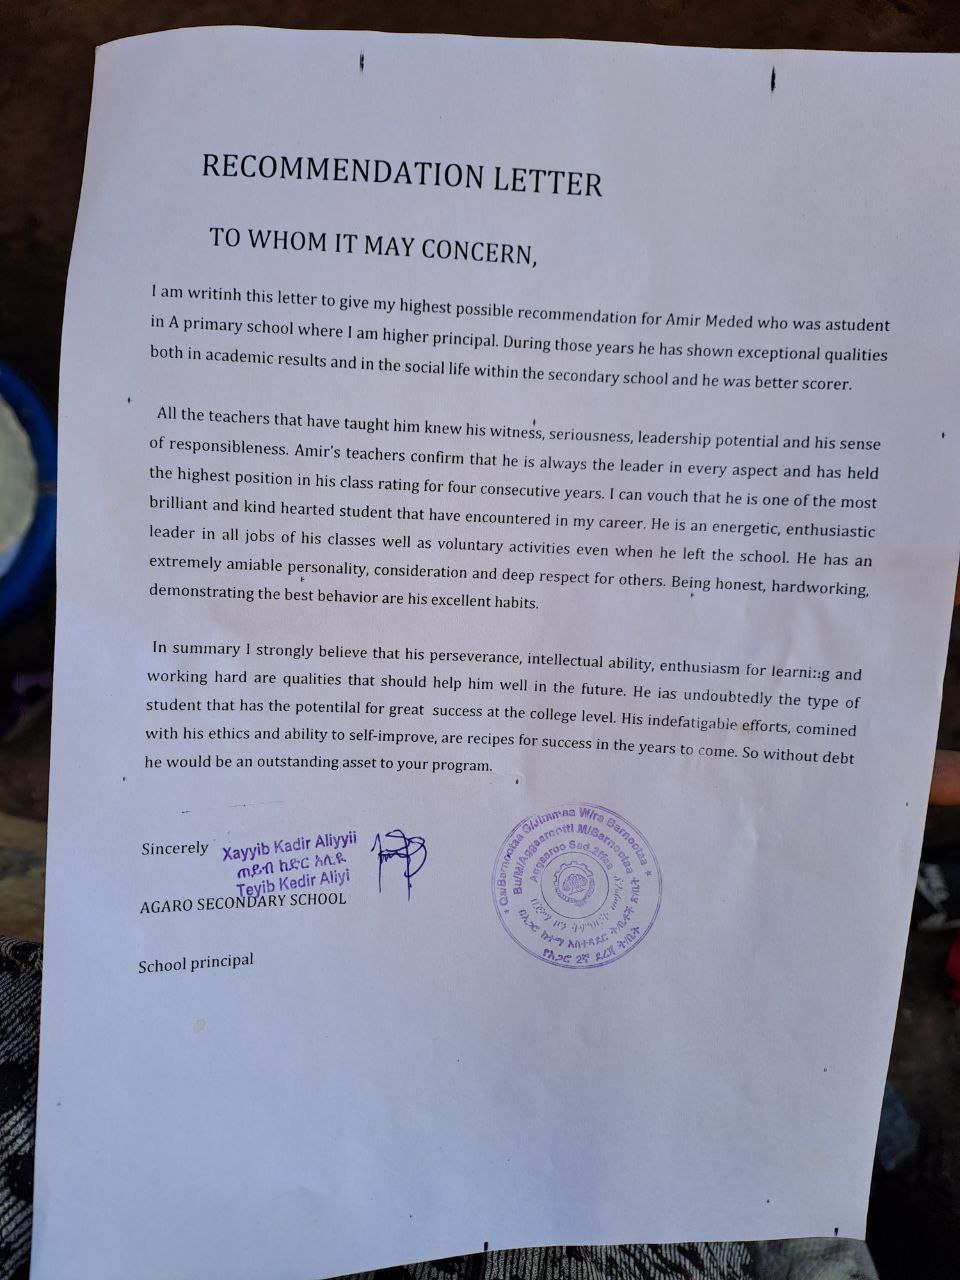 RECOMMENDATION LETTER
TO WHOM IT MAY CONCERN,
I am writinh this letter to give my highest possible recommendation for Amir Meded who was astudent
in A primary school where I am higher principal. During those years he has shown exceptional qualities
both in academic results and in the social life within the secondary school and he was better scorer.
All the teachers that have taught him knew his witness, seriousness, leadership potential and his sense
of responsibleness. Amir's teachers confirm that he is always the leader in every aspect and has held
the highest position in his class rating for four consecutive years. I can vouch that he is one of the most
brilliant and kind hearted student that have encountered in my career. He is an energetic, enthusiastic
leader in all jobs of his classes well as voluntary activities even when he left the school. He has an
extremely amiable personality, consideration and deep respect for others. Being honest, hardworking,
demonstrating the best behavior are his excellent habits.
In summary I strongly believe that his perseverance, intellectual ability, enthusiasm for learning and
working hard are qualities that should help him well in the future. He ias undoubtedly the type of
student that has the potentilal for great success at the college level. His indefatigable efforts, comined
with his ethics and ability to self-improve, are recipes for success in the years to come. So without debt
he would be an outstanding asset to your program.
Sincerely
Xayyib Kadir Aliyyii
ጠይብ ከድር አሊዪ
Teyib Kedir Aliyi
AGARO SECONDARY SCHOOL
School principal
Wira Barnootaa
የአጋሮ 2ኛ ደረጃ ት/ቤት